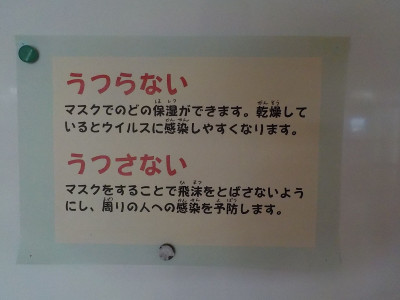 うつらない
マスクでのどの保湿ができます。乾燥して
いるとウイルスに感染しやすくなります。
うつさない
マスクをすることで飛沫をとばさないよう
にし、周りの人への感染を予防します。